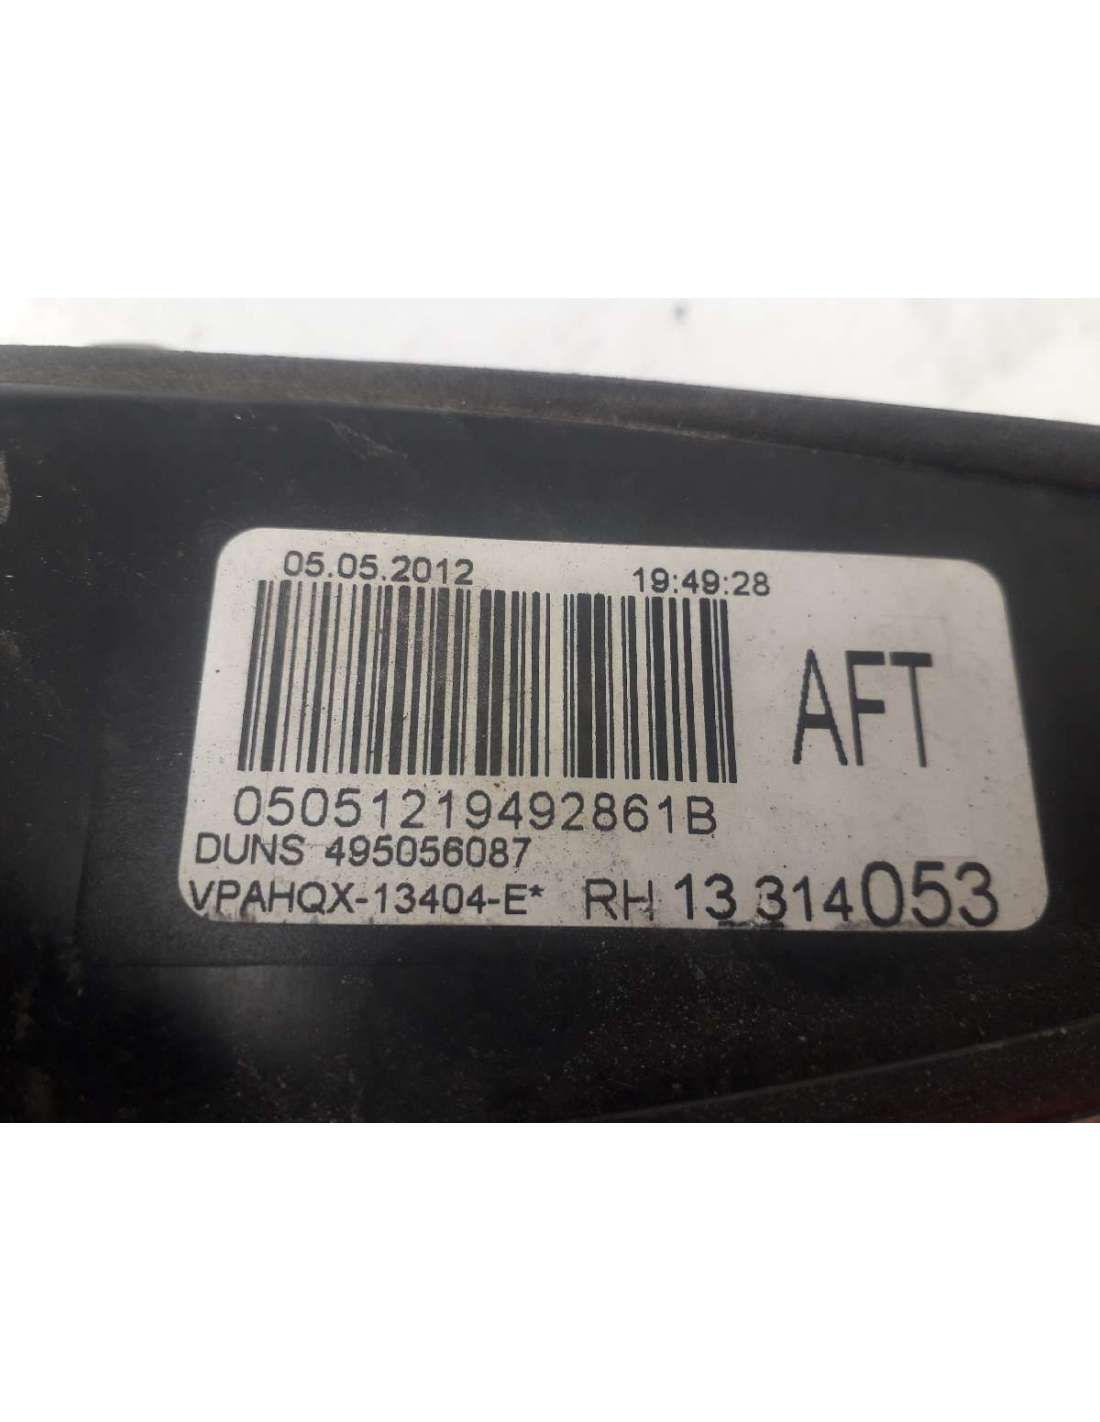 05.05.2012 19:49:28
AFT
05051219492861B
DUNS 495056087
VPAHQX-13404-E* RH 13 314053